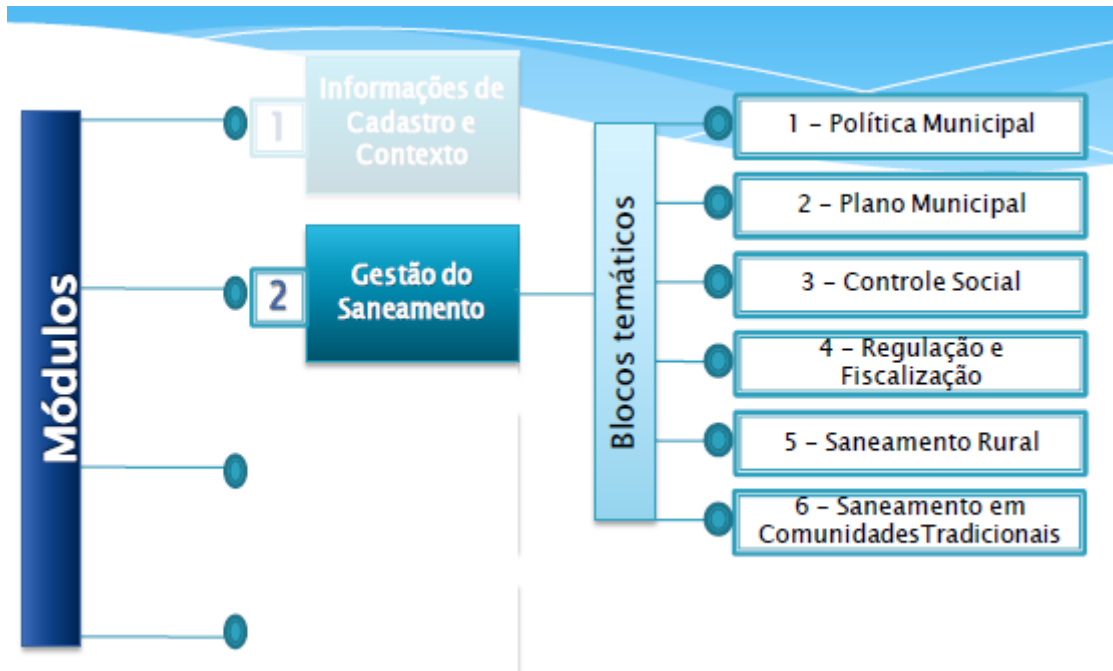 Módulos
1
Informações de
Cadastro e
Contexto
2
Gestão do
Saneamento
Blocos temáticos
1 – Política Municipal
2 – Plano Municipal
3 – Controle Social
4 – Regulação e
Fiscalização
5 – Saneamento Rural
6 – Saneamento em
ComunidadesTradicionais